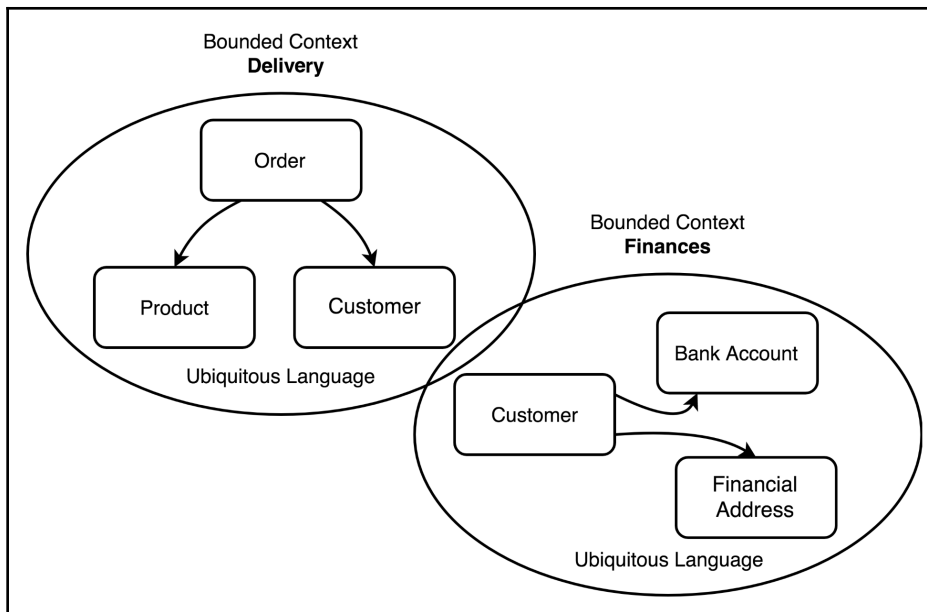 Bounded Context
Delivery
Order
Product
Customer
Ubiquitous Language
Bounded Context
Finances
Bank Account
Customer
Financial
Address
Ubiquitous Language